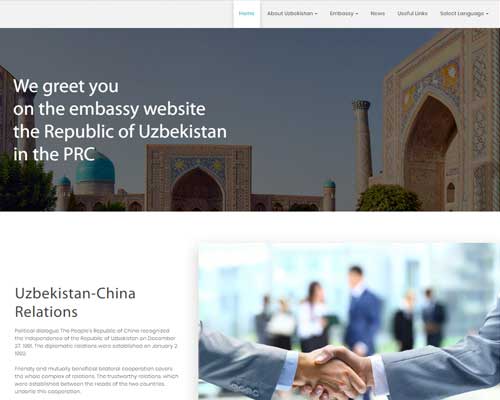 Home About Uzbekistan Embassy News Useful Links Select Language
We greet you
on the embassy website
the Republic of Uzbekistan
in the PRC
Uzbekistan-China
Relations
Political dialogue The People's Republic of China recognized
the independence of the Republic of Uzbekistan on December
27, 1991. The diplomatic relations were established on January 2,
1992.
Friendly and mutually beneficial bilateral cooperation covers
the whole complex of relations. The trustworthy relations, which
were established between the heads of the two countries,
underlie this cooperation.